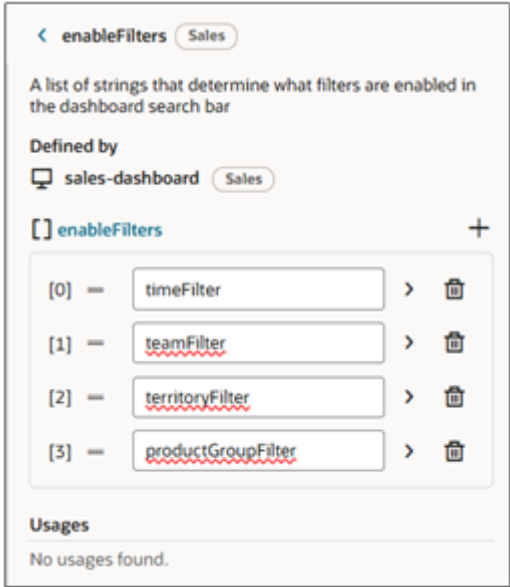 enableFilters Sales
A list of strings that determine what filters are enabled in
the dashboard search bar
Defined by
sales-dashboard Sales
[] enableFilters
[0] timeFilter
[1] teamFilter
[2] territoryFilter
[3] productGroupFilter
Usages
No usages found.